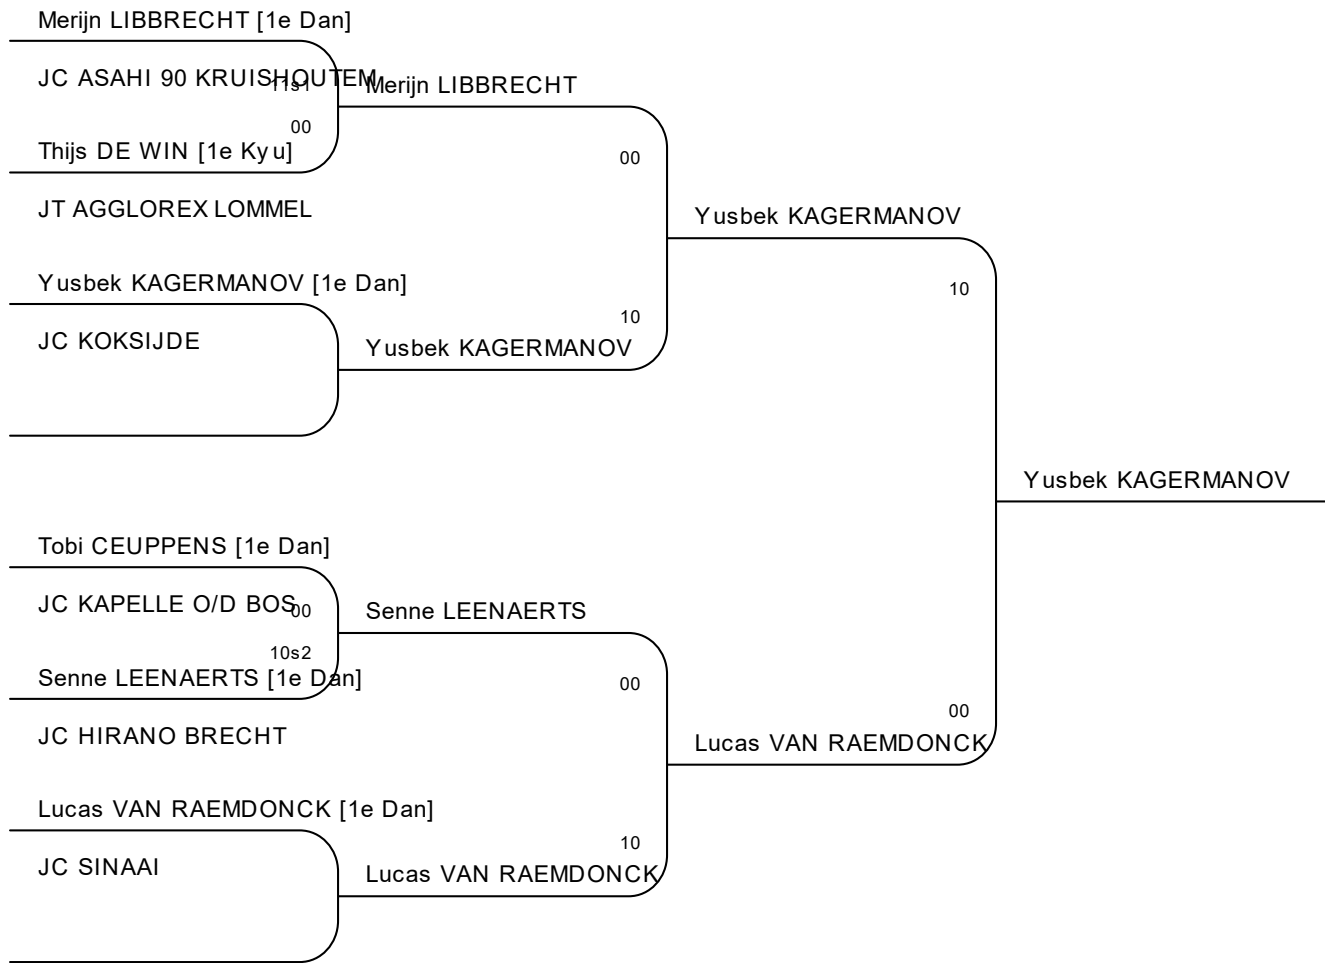 Merijn LIBBRECHT [1e Dan]
JC ASAHI 90 KRUISHOUTEM
11s1
Merijn LIBBRECHT
00
Thijs DE WIN [1e Kyu]
00
JT AGGLOREX LOMMEL
Yusbek KAGERMANOV
Yusbek KAGERMANOV [1e Dan]
10
10
JC KOKSIJDE
Yusbek KAGERMANOV
Yusbek KAGERMANOV
Tobi CEUPPENS [1e Dan]
JC KAPELLE O/D BOS
00
Senne LEENAERTS
10s2
Senne LEENAERTS [1e Dan]
00
00
JC HIRANO BRECHT
Lucas VAN RAEMDONCK
Lucas VAN RAEMDONCK [1e Dan]
10
JC SINAAI
Lucas VAN RAEMDONCK